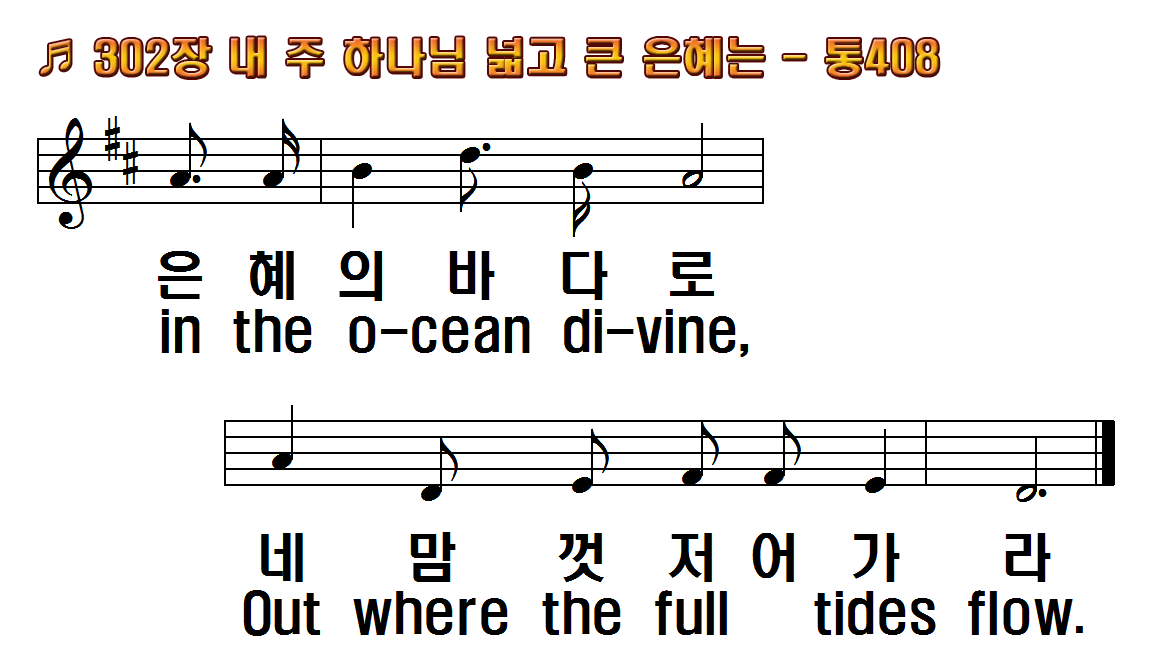 ♬ 302장 내 주 하나님 넓고 큰 은혜는 - 통408
은 혜 의 바 다 로
in the o-cean di-vine,
네 맘 껏 저 어 가 라
Out where the full tides flow.